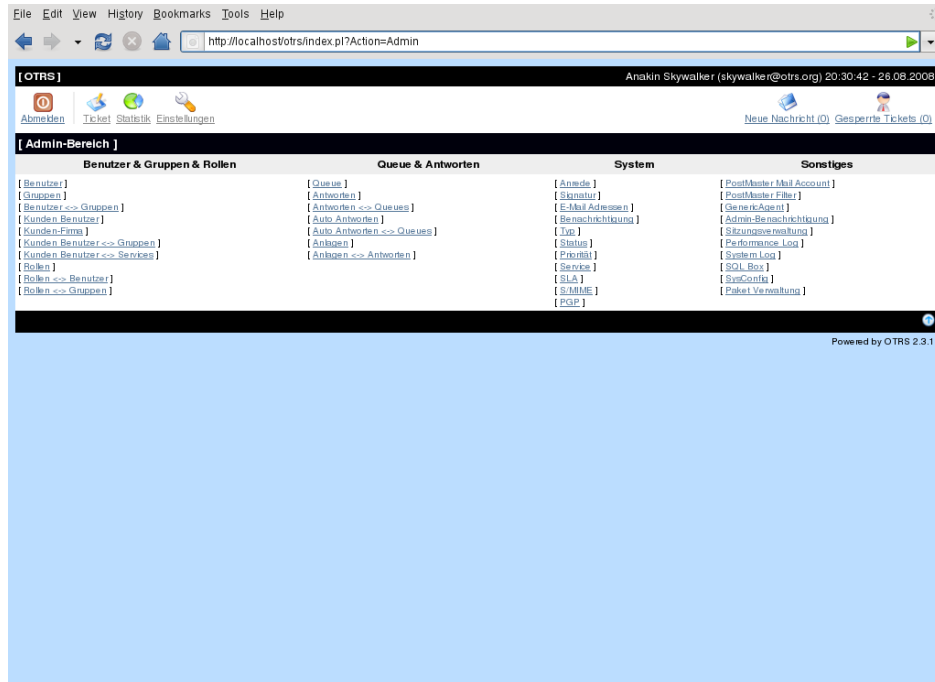 File Edit View History Bookmarks Tools Help
http://localhost/otrs/index.pl?Action=Admin
[ OTRS ] Anakin Skywalker (skywalker@otrs.org) 20:30:42 - 26.08.2008
Abmelden Ticket Statistik Einstellungen Neue Nachricht (0) Gesperrte Tickets (0)
[ Admin-Bereich ]
Benutzer & Gruppen & Rollen
[ Benutzer ]
[ Gruppen ]
[ Benutzer <-> Gruppen ]
[ Kunden Benutzer ]
[ Kunden-Firma ]
[ Kunden Benutzer <-> Gruppen ]
[ Kunden Benutzer <-> Services ]
[ Rollen ]
[ Rollen <-> Benutzer ]
[ Rollen <-> Gruppen ]
Queue & Antworten
[ Queue ]
[ Antworten ]
[ Antworten <-> Queues ]
[ Auto Antworten ]
[ Auto Antworten <-> Queues ]
[ Anlagen ]
[ Anlagen <-> Antworten ]
System
[ Anrede ]
[ Signatur ]
[ E-Mail Adressen ]
[ Benachrichtigung ]
[ Typ ]
[ Status ]
[ Priorität ]
[ Service ]
[ SLA ]
[ S/MIME ]
[ PGP ]
Sonstiges
[ PostMaster Mail Account ]
[ PostMaster Filter ]
[ GenericAgent ]
[ Admin-Benachrichtigung ]
[ Sitzungsverwaltung ]
[ Performance Log ]
[ System Log ]
[ SQL Box ]
[ SysConfig ]
[ Paket Verwaltung ]
Powered by OTRS 2.3.1